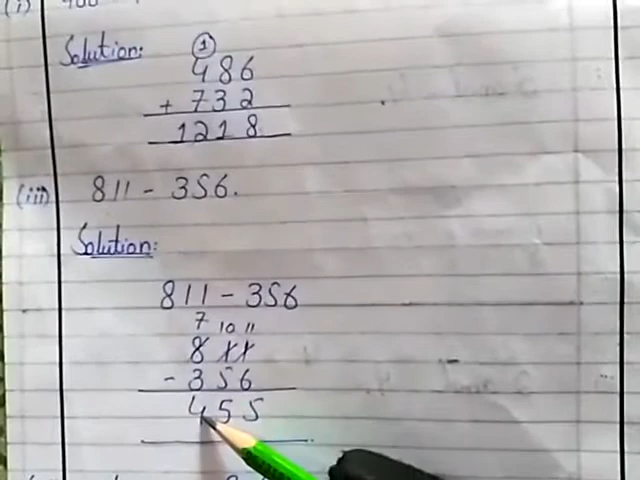 (i)
Solution:
1
486
+ 732
1218
(iii) 811 - 356.
Solution:
811 - 356
7 10 11
811
- 356
455